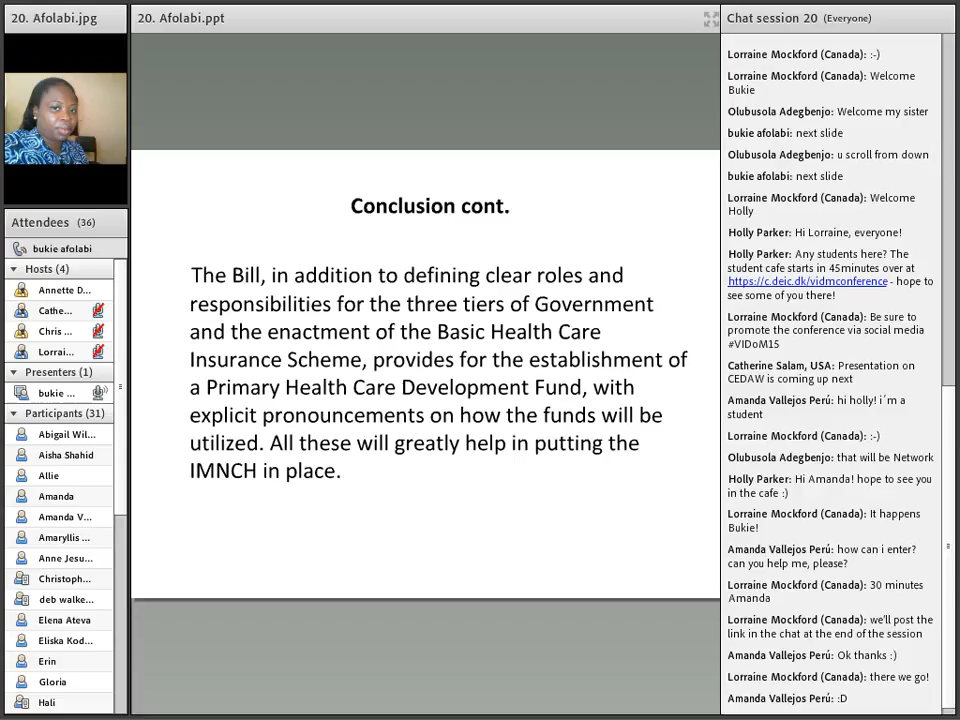 20. Afolabi.jpg
Attendees (36)
bukie afolabi
Hosts (4)
Annette D...
Cathe...
Chris ...
Lorrai...
Presenters (1)
bukie ...
Participants (31)
Abigail Wil...
Aisha Shahid
Allie
Amanda
Amanda V...
Amaryllis ...
Anne Jesu...
Christoph...
deb walke...
Elena Ateva
Eliska Kod...
Erin
Gloria
Hali
20. Afolabi.ppt
Conclusion cont.
The Bill, in addition to defining clear roles and
responsibilities for the three tiers of Government
and the enactment of the Basic Health Care
Insurance Scheme, provides for the establishment of
a Primary Health Care Development Fund, with
explicit pronouncements on how the funds will be
utilized. All these will greatly help in putting the
IMNCH in place.
Chat session 20 (Everyone)
Lorraine Mockford (Canada): :-)
Lorraine Mockford (Canada): Welcome
Bukie
Olubusola Adegbenjo: Welcome my sister
bukie afolabi: next slide
Olubusola Adegbenjo: u scroll from down
bukie afolabi: next slide
Lorraine Mockford (Canada): Welcome
Holly
Holly Parker: Hi Lorraine, everyone!
Holly Parker: Any students here? The
student cafe starts in 45minutes over at
https://c.deic.dk/vidmconference - hope to
see some of you there!
Lorraine Mockford (Canada): Be sure to
promote the conference via social media
#VIDoM15
Catherine Salam, USA: Presentation on
CEDAW is coming up next
Amanda Vallejos Perú: hi holly! i´m a
student
Lorraine Mockford (Canada): :-)
Olubusola Adegbenjo: that will be Network
Holly Parker: Hi Amanda! hope to see you
in the cafe :)
Lorraine Mockford (Canada): It happens
Bukie!
Amanda Vallejos Perú: how can i enter?
can you help me, please?
Lorraine Mockford (Canada): 30 minutes
Amanda
Lorraine Mockford (Canada): we'll post the
link in the chat at the end of the session
Amanda Vallejos Perú: Ok thanks :)
Lorraine Mockford (Canada): there we go!
Amanda Vallejos Perú: :D